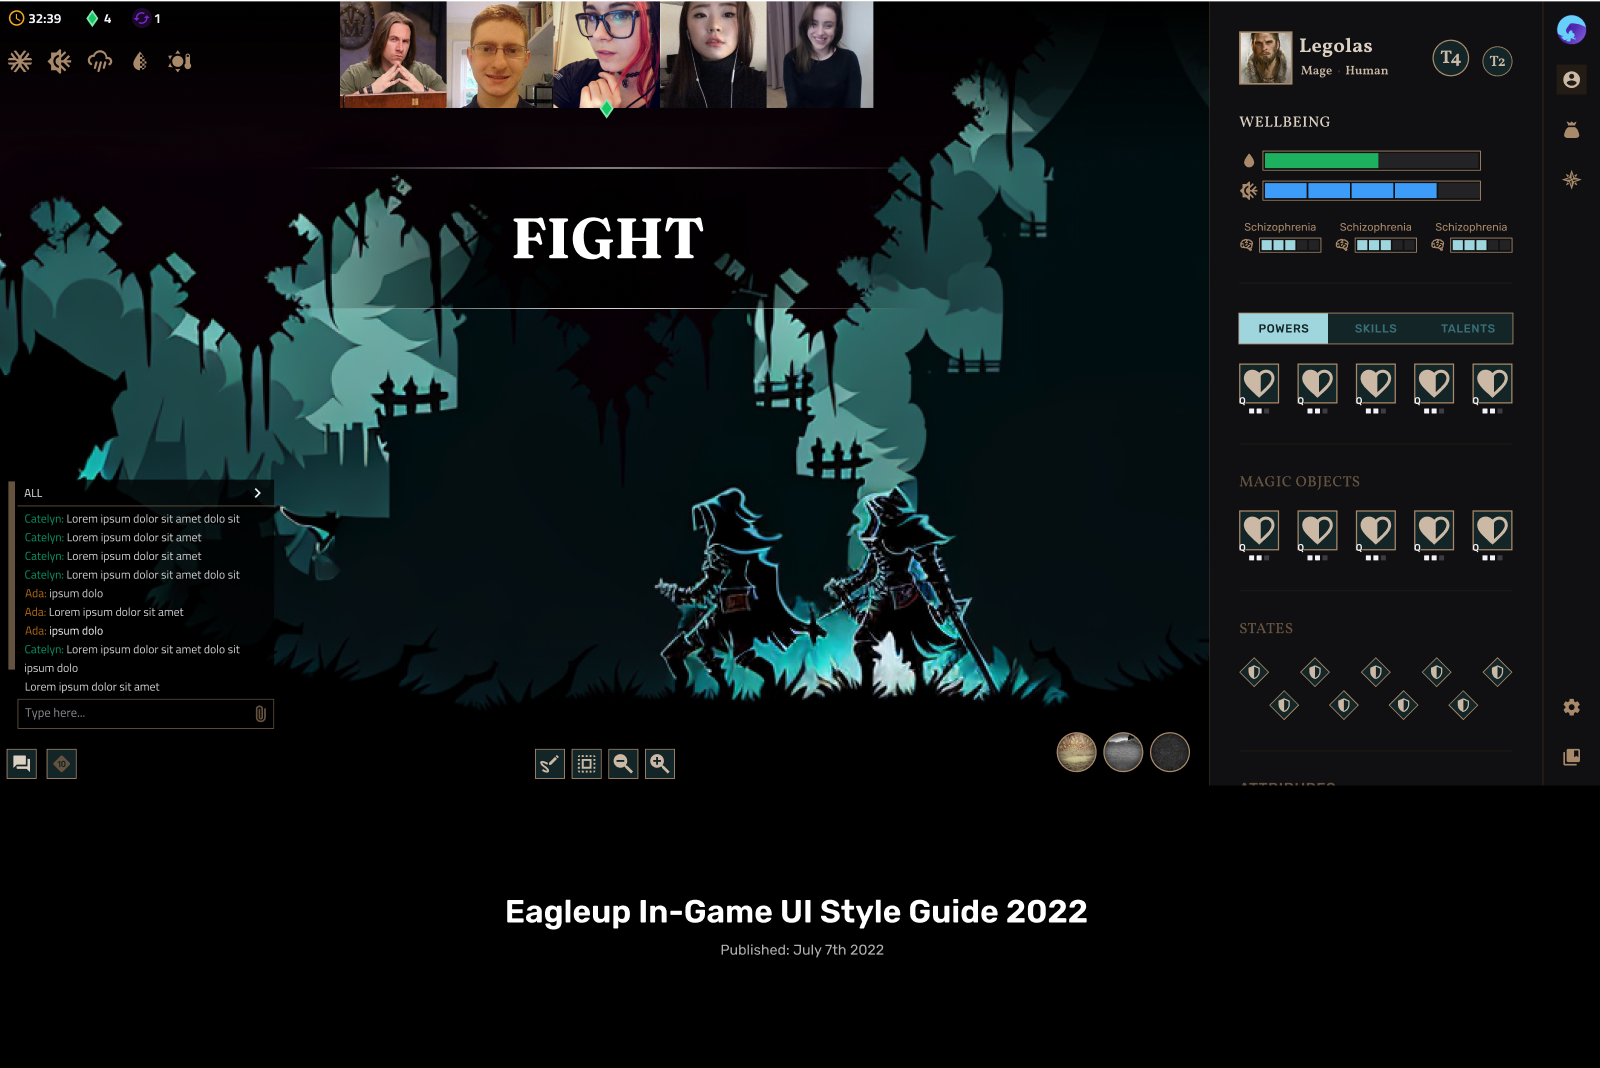 32:39
4
1
FIGHT
Legolas
Mage · Human
T4
T2
WELLBEING
Schizophrenia
Schizophrenia
Schizophrenia
POWERS
SKILLS
TALENTS
Q
Q
Q
Q
Q
MAGIC OBJECTS
Q
Q
Q
Q
Q
STATES
ATTRIBUTES
ALL
Catelyn: Lorem ipsum dolor sit amet dolo sit
Catelyn: Lorem ipsum dolor sit amet
Catelyn: Lorem ipsum dolor sit amet
Catelyn: Lorem ipsum dolor sit amet dolo sit
Ada: ipsum dolo
Ada: Lorem ipsum dolor sit amet
Ada: ipsum dolo
Catelyn: Lorem ipsum dolor sit amet dolo sit
ipsum dolo
Lorem ipsum dolor sit amet
Type here...
10
Eagleup In-Game UI Style Guide 2022
Published: July 7th 2022